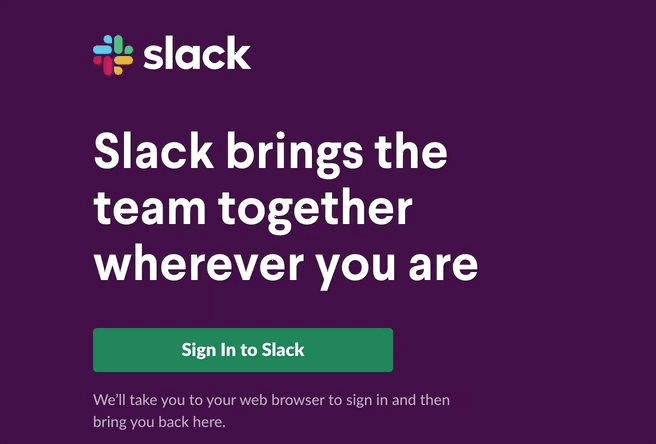 slack
Slack brings the
team together
wherever you are
Sign In to Slack
We'll take you to your web browser to sign in and then
bring you back here.